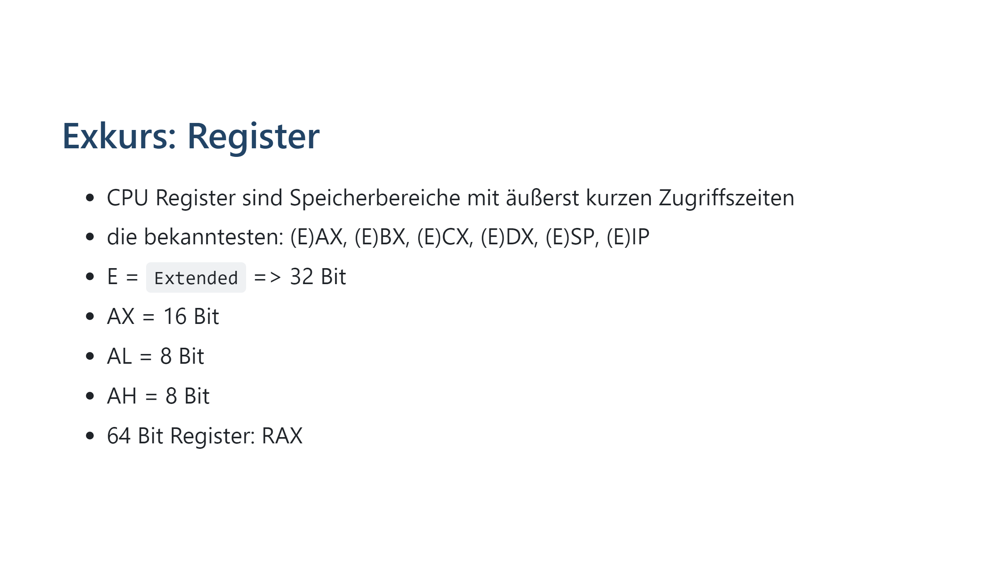 Exkurs: Register
• CPU Register sind Speicherbereiche mit äußerst kurzen Zugriffszeiten
• die bekanntesten: (E)AX, (E)BX, (E)CX, (E)DX, (E)SP, (E)IP
• E = Extended => 32 Bit
• AX = 16 Bit
• AL = 8 Bit
• AH = 8 Bit
• 64 Bit Register: RAX